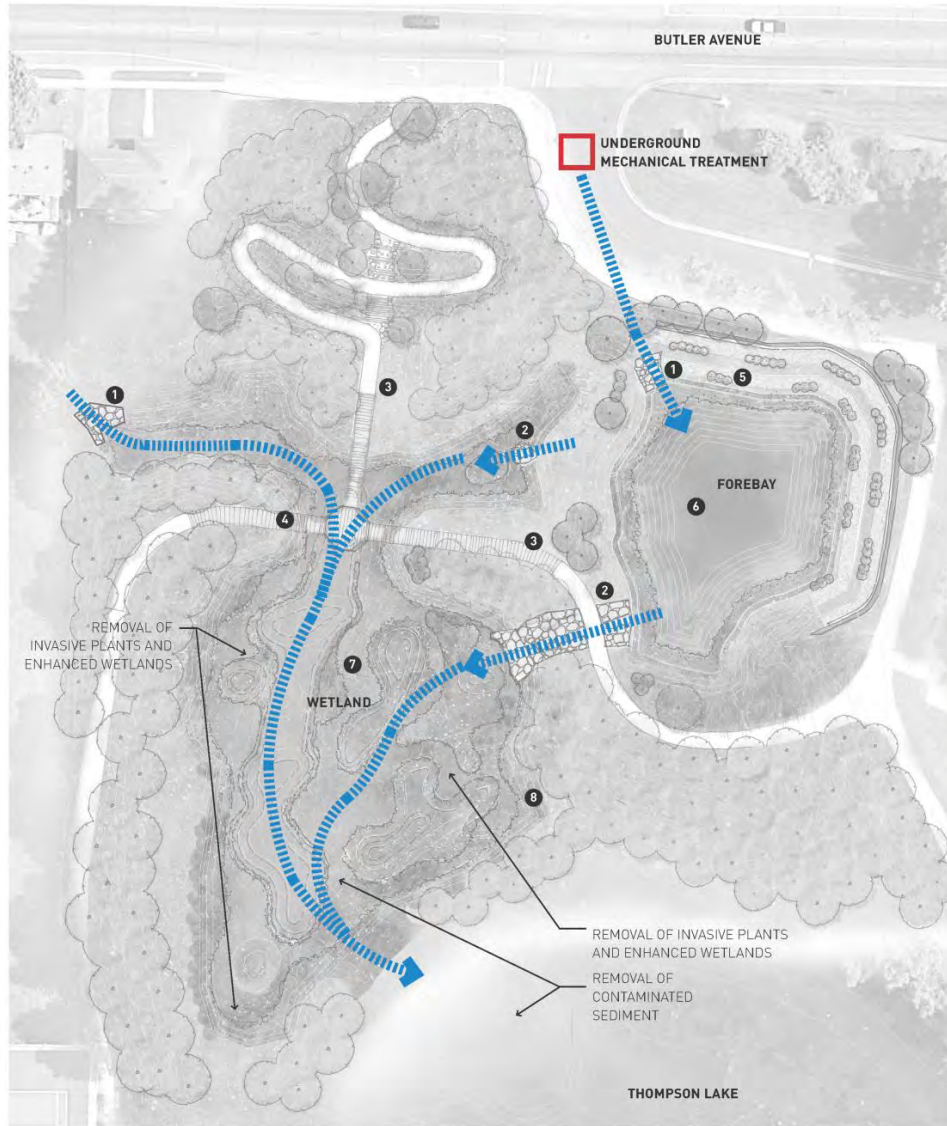 BUTLER AVENUE
UNDERGROUND
MECHANICAL TREATMENT
1
5
3
1
2
FOREBAY
6
4
3
2
REMOVAL OF
INVASIVE PLANTS AND
ENHANCED WETLANDS
7
WETLAND
8
REMOVAL OF INVASIVE PLANTS
AND ENHANCED WETLANDS
REMOVAL OF
CONTAMINATED
SEDIMENT
THOMPSON LAKE